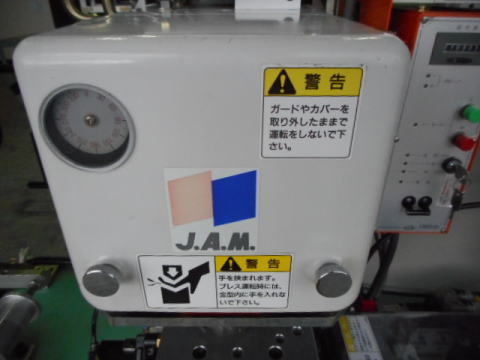 警告
ガードやカバーを
取り外したままで
運転をしないで下
さい。
J.A.M.
警告
手を挟まれます。
プレス運転時には、
金型内に手を入れな
いで下さい。